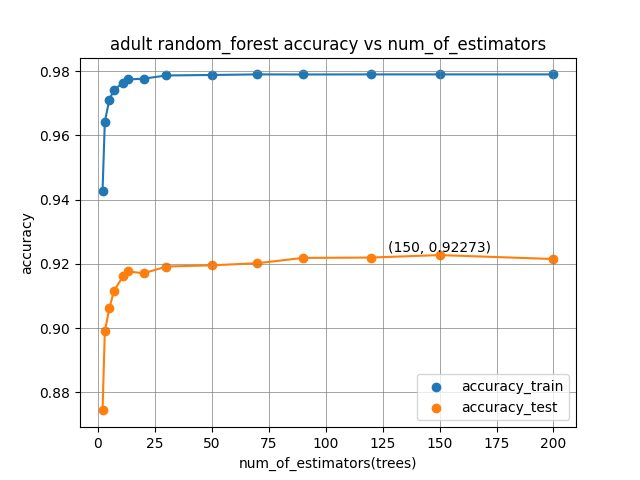 adult random_forest accuracy vs num_of_estimators
0.98
0.96
0.94
0.92
0.90
0.88
accuracy
(150, 0.92273)
accuracy_train
accuracy_test
0 25 50 75 100 125 150 175 200
num_of_estimators(trees)